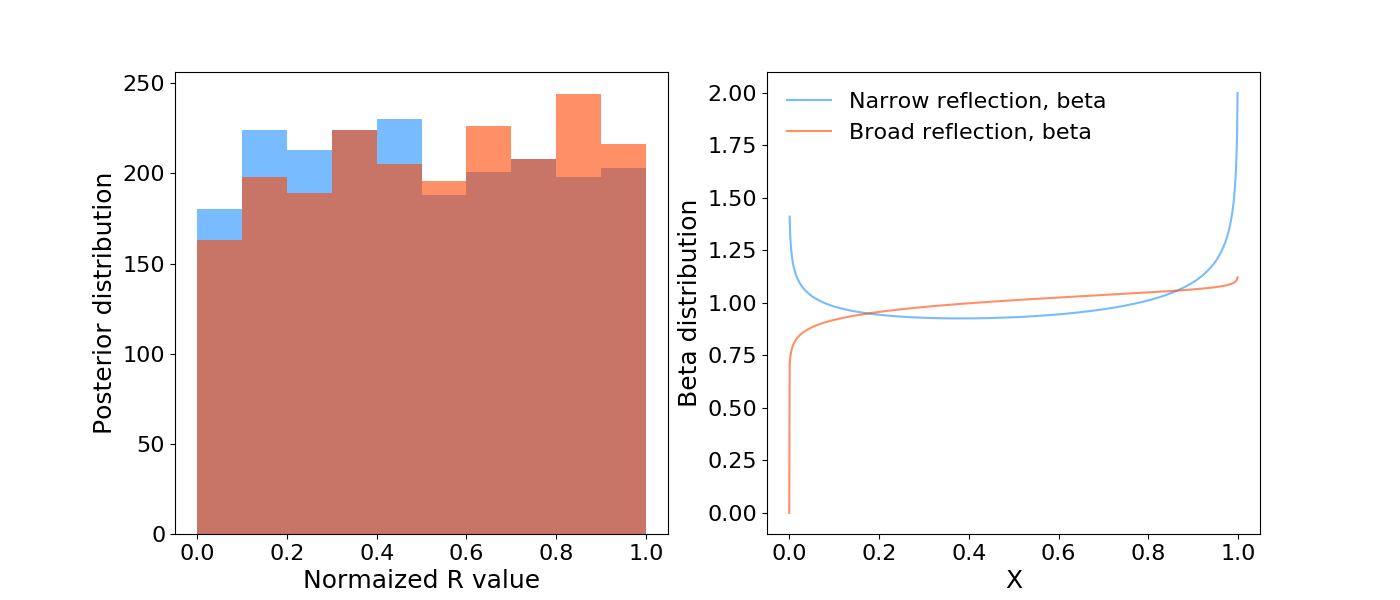 250
200
150
100
50
0
Posterior distribution
0.0 0.2 0.4 0.6 0.8 1.0
Normaized R value
Narrow reflection, beta
Broad reflection, beta
2.00
1.75
1.50
1.25
1.00
0.75
0.50
0.25
0.00
Beta distribution
0.0 0.2 0.4 0.6 0.8 1.0
X